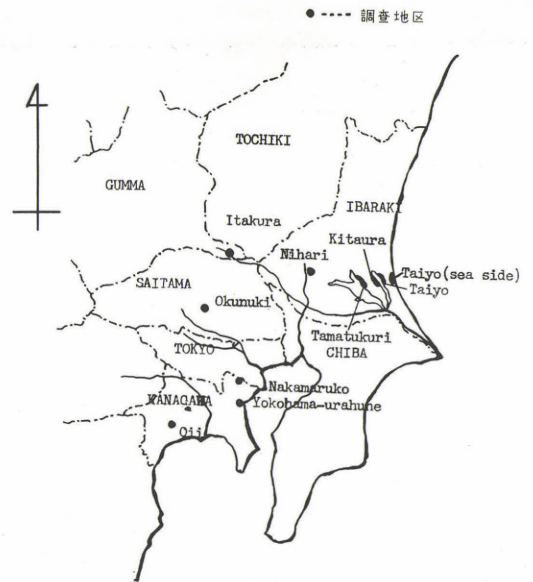 ● ---- 調査地区
TOCHIKI
GUMMA
IBARAKI
Itakura
Kitaura
Nihari
Taiyo(sea side)
Taiyo
SAITAMA
Okunuki
Tamatukuri
CHIBA
TOKYO
Nakamaruko
KANAGAWA
Yokohama-urahune
Oii